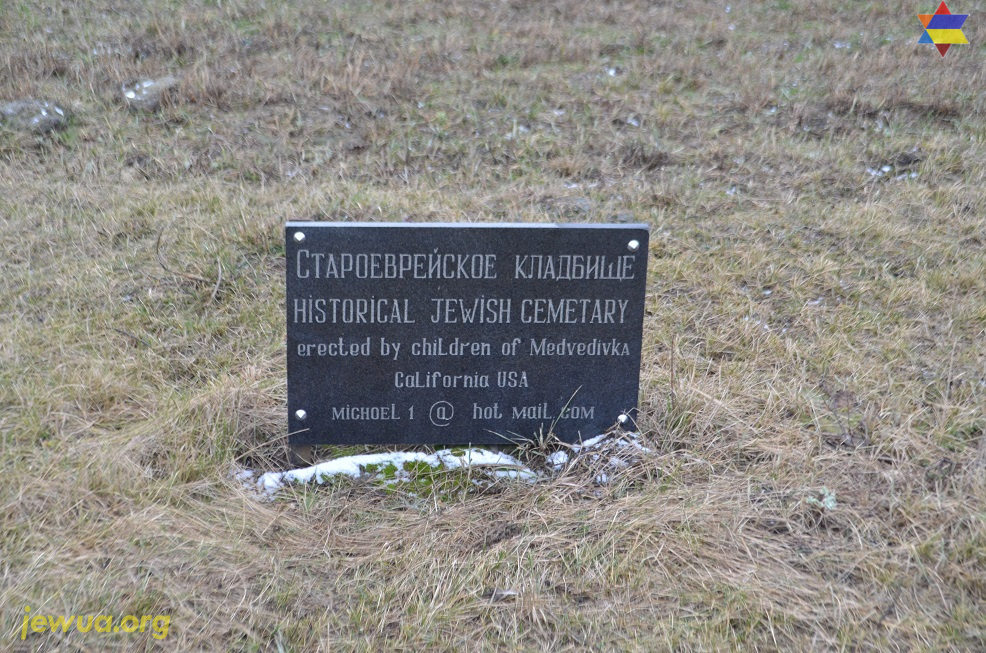 СТАРОЕВРЕЙСКОЕ КЛАДБИЩЕ
HISTORICAL JEWISH CEMETARY
erected by children of Medvedivka
California USA
MICHOEL 1 @ hot mail com
jewua.org